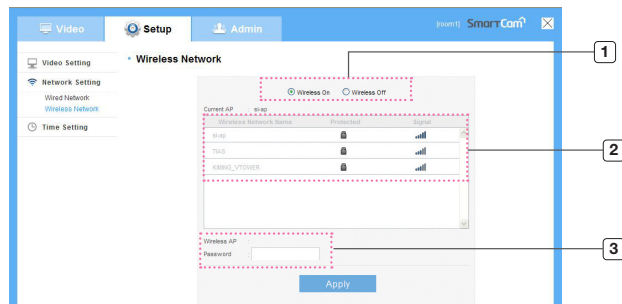 Video
Setup
Admin
[room1] SmartCam
Video Setting
Network Setting
Wired Network
Wireless Network
Time Setting
• Wireless Network
Wireless On Wireless Off
Current AP : si-ap
Wireless Network Name Protected Signal
si-ap
TIAS
Wireless AP :
Password :
Apply
1
2
3